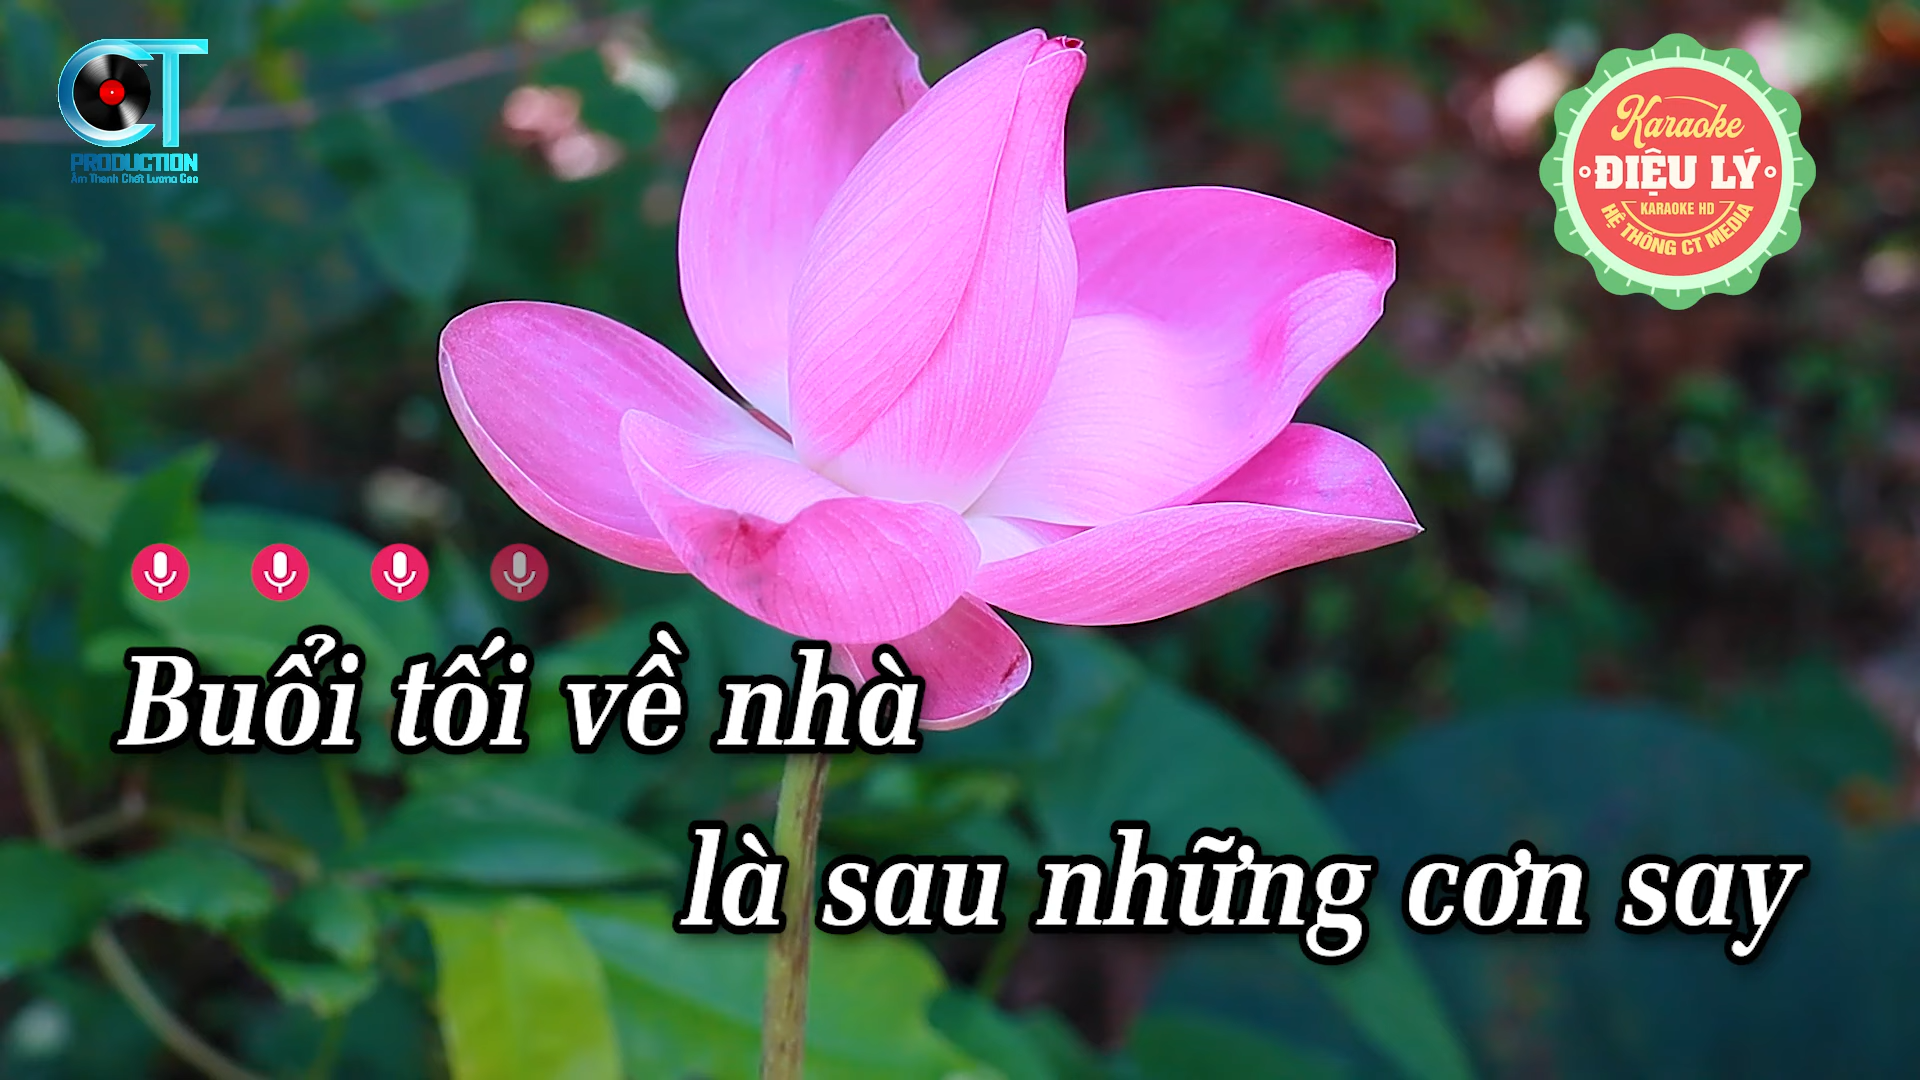 CT
PRODUCTION
Âm Thanh Chất Lượng Cao
Karaoke
ĐIỆU LÝ
KARAOKE HD
HỆ THỐNG CT MEDIA
Buổi tối về nhà
là sau những cơn say